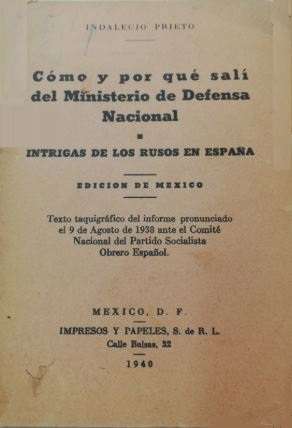 INDALECIO PRIETO
Cómo y por qué salí
del Ministerio de Defensa
Nacional
INTRIGAS DE LOS RUSOS EN ESPAÑA
EDICION DE MEXICO
Texto taquigráfico del informe pronunciado
el 9 de Agosto de 1938 ante el Comité
Nacional del Partido Socialista
Obrero Español.
MEXICO, D. F.
IMPRESOS Y PAPELES, S. de R. L.
Calle Balsas, 32
1940